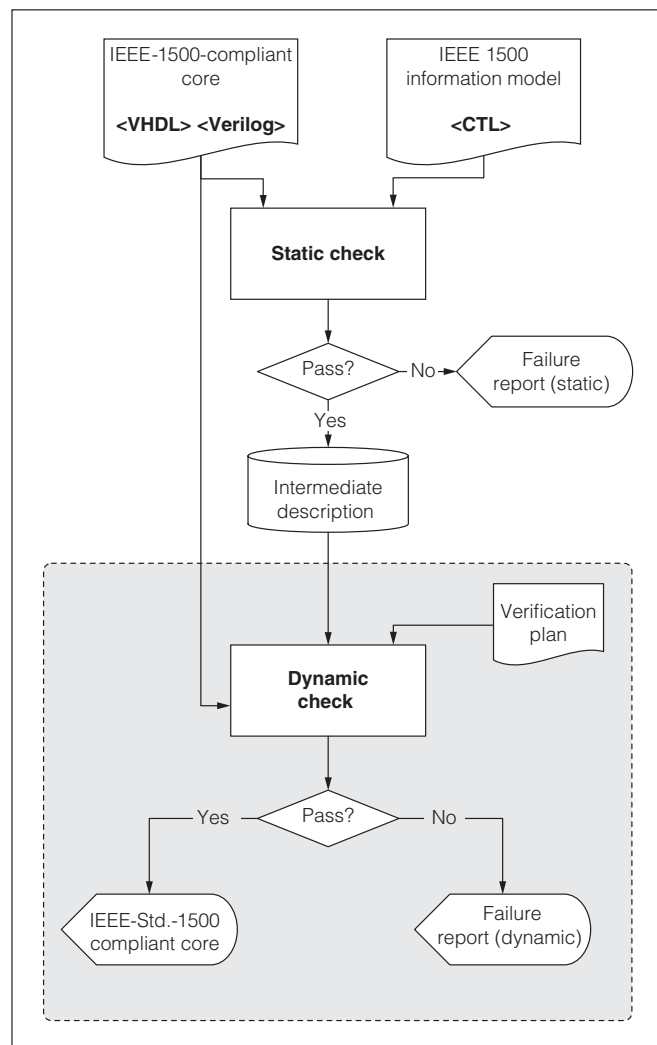 IEEE-1500-compliant
core
<VHDL> <Verilog>
IEEE 1500
information model
<CTL>
Static check
Pass?
No
Failure
report (static)
Yes
Intermediate
description
Verification
plan
Dynamic
check
Yes
Pass?
No
IEEE-Std.-1500
compliant core
Failure
report (dynamic)